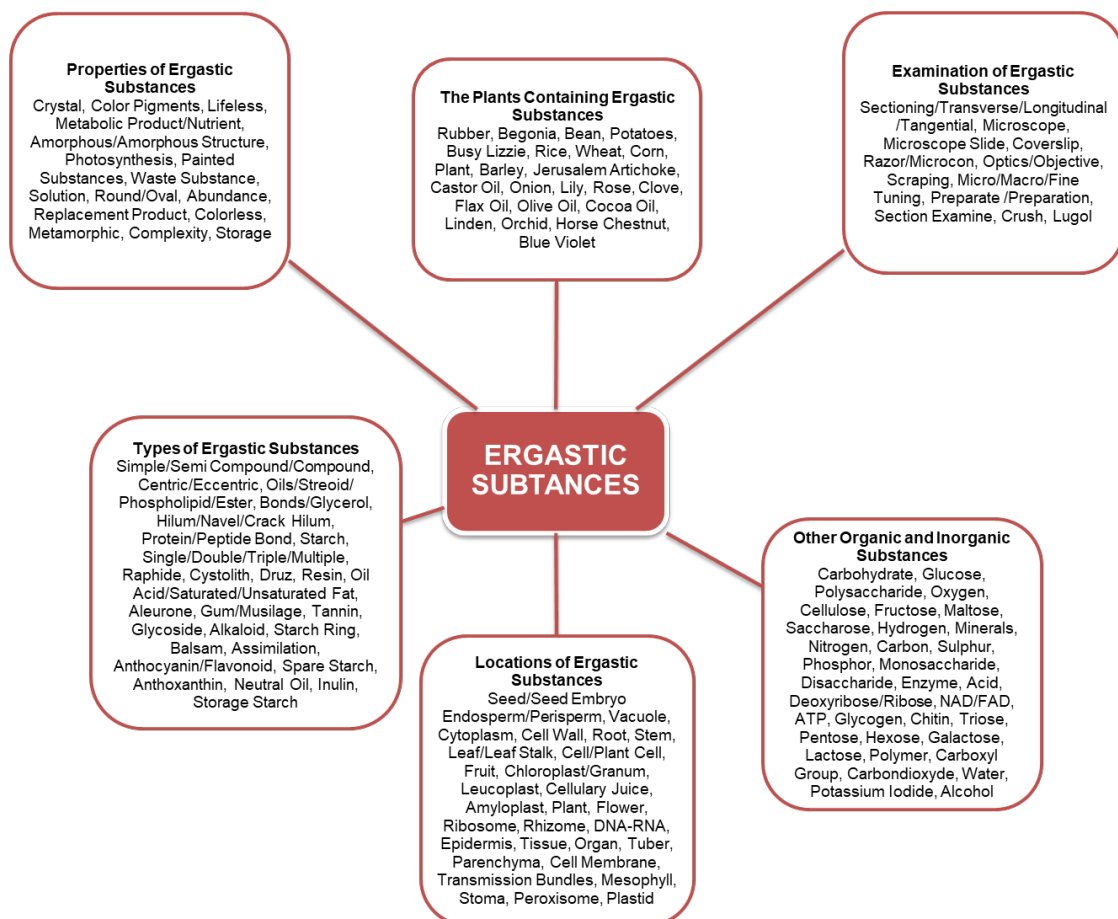 Properties of Ergastic
Substances
Crystal, Color Pigments, Lifeless,
Metabolic Product/Nutrient,
Amorphous/Amorphous Structure,
Photosynthesis, Painted
Substances, Waste Substance,
Solution, Round/Oval, Abundance,
Replacement Product, Colorless,
Metamorphic, Complexity, Storage
The Plants Containing Ergastic
Substances
Rubber, Begonia, Bean, Potatoes,
Busy Lizzie, Rice, Wheat, Corn,
Plant, Barley, Jerusalem Artichoke,
Castor Oil, Onion, Lily, Rose, Clove,
Flax Oil, Olive Oil, Cocoa Oil,
Linden, Orchid, Horse Chestnut,
Blue Violet
Examination of Ergastic
Substances
Sectioning/Transverse/Longitudinal
/Tangential, Microscope,
Microscope Slide, Coverslip,
Razor/Microcon, Optics/Objective,
Scraping, Micro/Macro/Fine
Tuning, Preparate /Preparation,
Section Examine, Crush, Lugol
ERGASTIC
SUBTANCES
Types of Ergastic Substances
Simple/Semi Compound/Compound,
Centric/Eccentric, Oils/Streoid/
Phospholipid/Ester, Bonds/Glycerol,
Hilum/Navel/Crack Hilum,
Protein/Peptide Bond, Starch,
Single/Double/Triple/Multiple,
Raphide, Cystolith, Druz, Resin, Oil
Acid/Saturated/Unsaturated Fat,
Aleurone, Gum/Musilage, Tannin,
Glycoside, Alkaloid, Starch Ring,
Balsam, Assimilation,
Anthocyanin/Flavonoid, Spare Starch,
Anthoxanthin, Neutral Oil, Inulin,
Storage Starch
Locations of Ergastic
Substances
Seed/Seed Embryo
Endosperm/Perisperm, Vacuole,
Cytoplasm, Cell Wall, Root, Stem,
Leaf/Leaf Stalk, Cell/Plant Cell,
Fruit, Chloroplast/Granum,
Leucoplast, Cellulary Juice,
Amyloplast, Plant, Flower,
Ribosome, Rhizome, DNA-RNA,
Epidermis, Tissue, Organ, Tuber,
Parenchyma, Cell Membrane,
Transmission Bundles, Mesophyll,
Stoma, Peroxisome, Plastid
Other Organic and Inorganic
Substances
Carbohydrate, Glucose,
Polysaccharide, Oxygen,
Cellulose, Fructose, Maltose,
Saccharose, Hydrogen, Minerals,
Nitrogen, Carbon, Sulphur,
Phosphor, Monosaccharide,
Disaccharide, Enzyme, Acid,
Deoxyribose/Ribose, NAD/FAD,
ATP, Glycogen, Chitin, Triose,
Pentose, Hexose, Galactose,
Lactose, Polymer, Carboxyl
Group, Carbondioxyde, Water,
Potassium Iodide, Alcohol